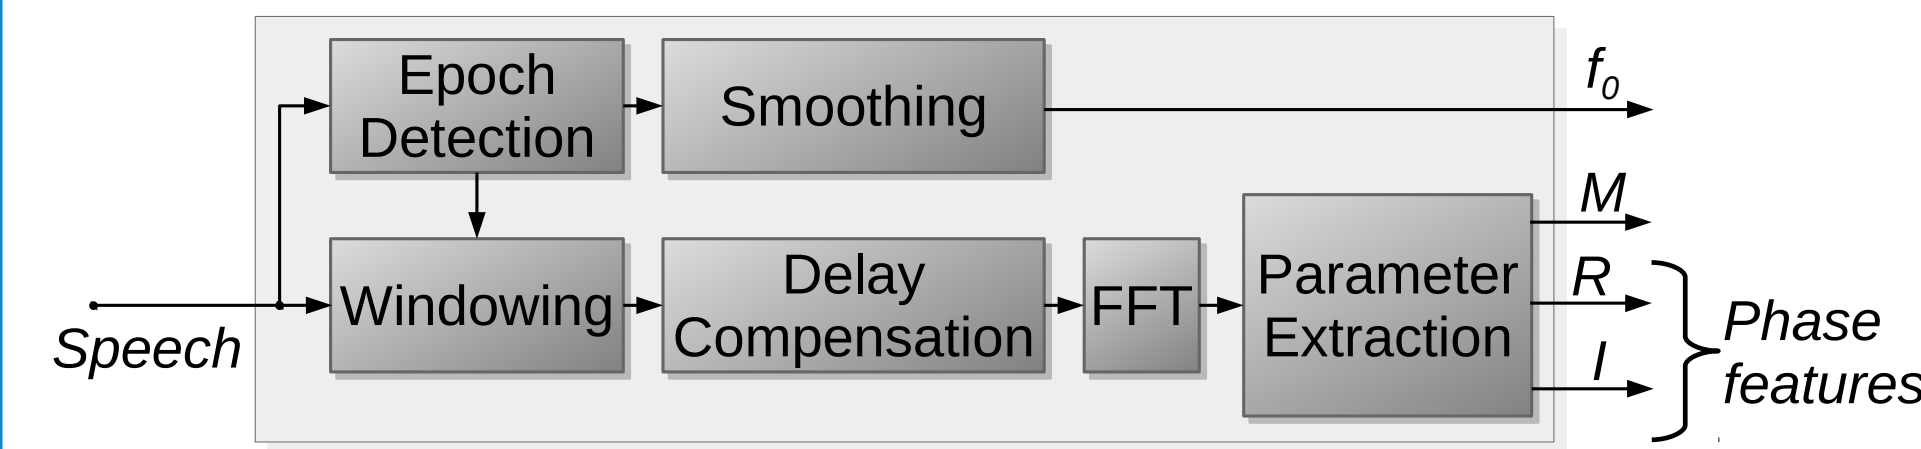 Epoch
Detection
Smoothing
f0
M
Speech
Windowing
Delay
Compensation
FFT
Parameter
Extraction
R
I
Phase
features